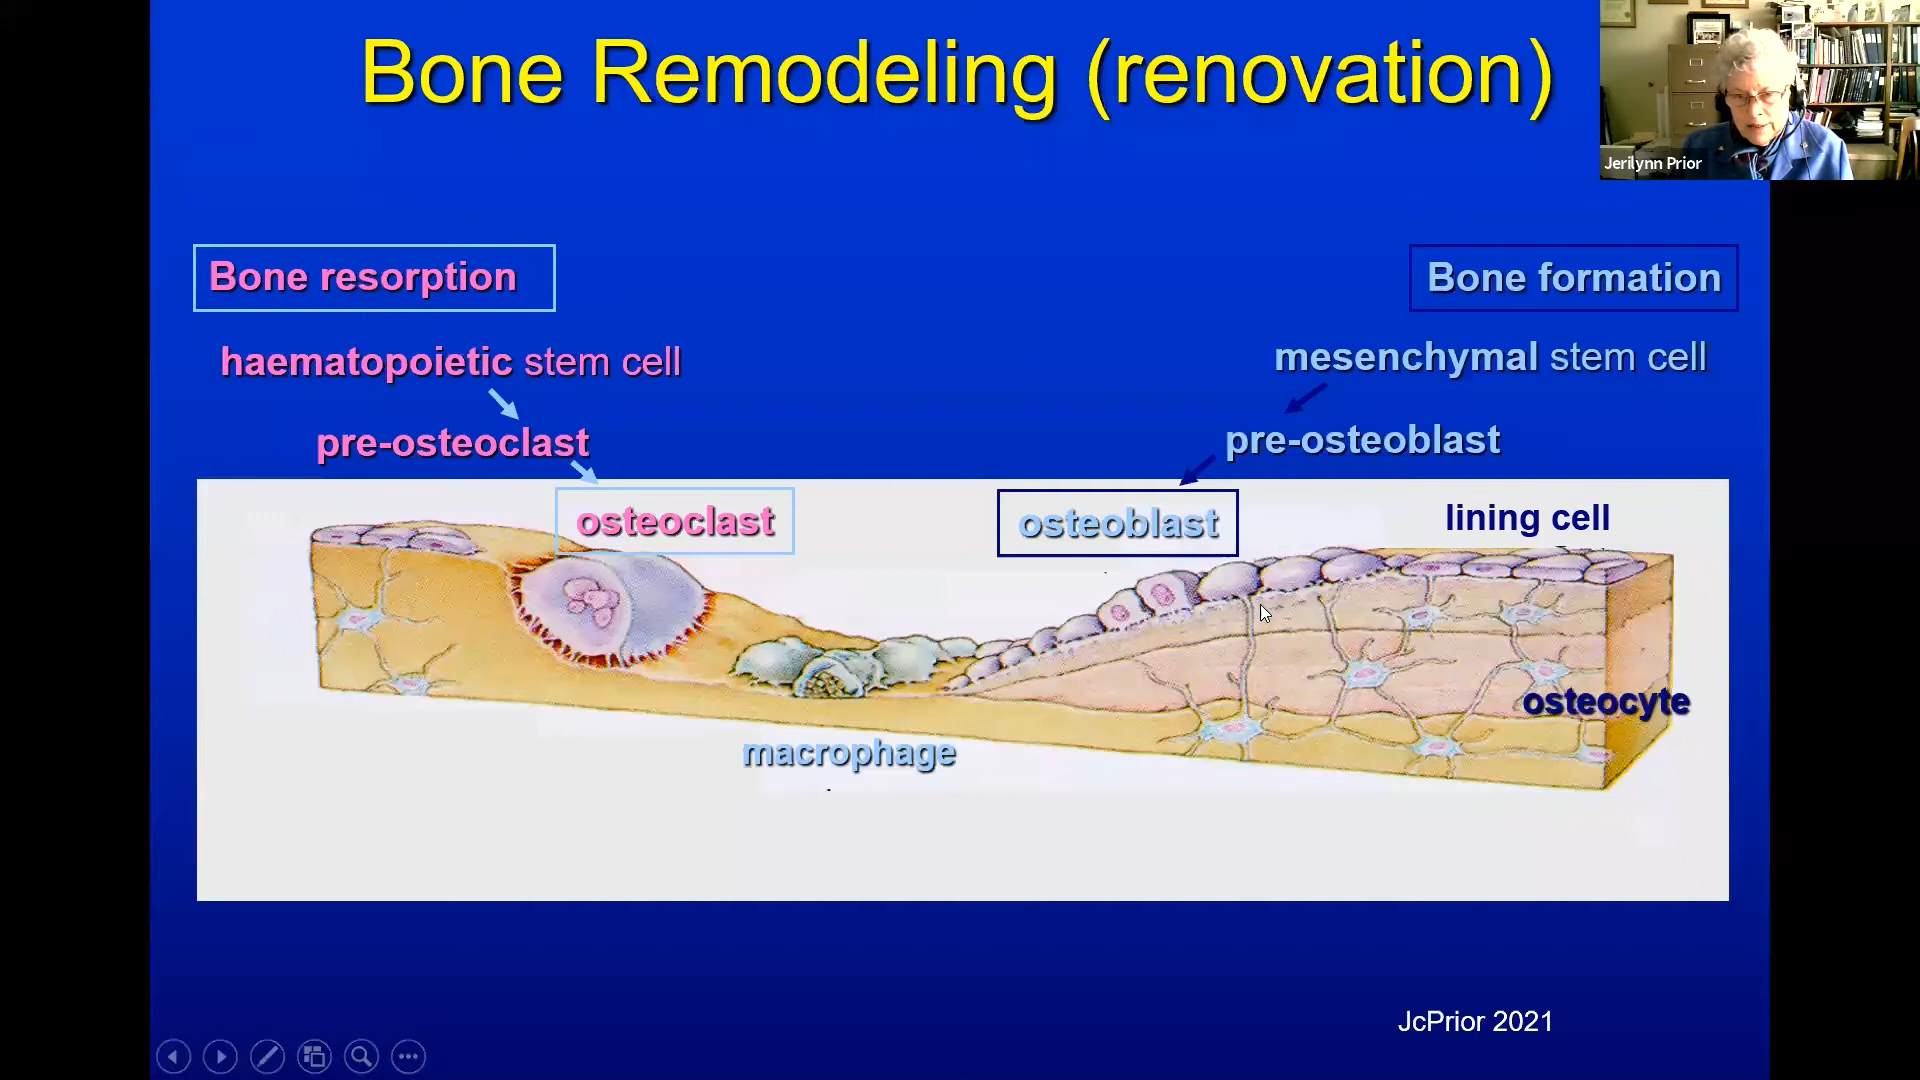 Bone Remodeling (renovation)
Jerilynn Prior
Bone resorption
Bone formation
haematopoietic stem cell
mesenchymal stem cell
pre-osteoclast
pre-osteoblast
osteoclast
osteoblast
lining cell
osteocyte
macrophage
JcPrior 2021